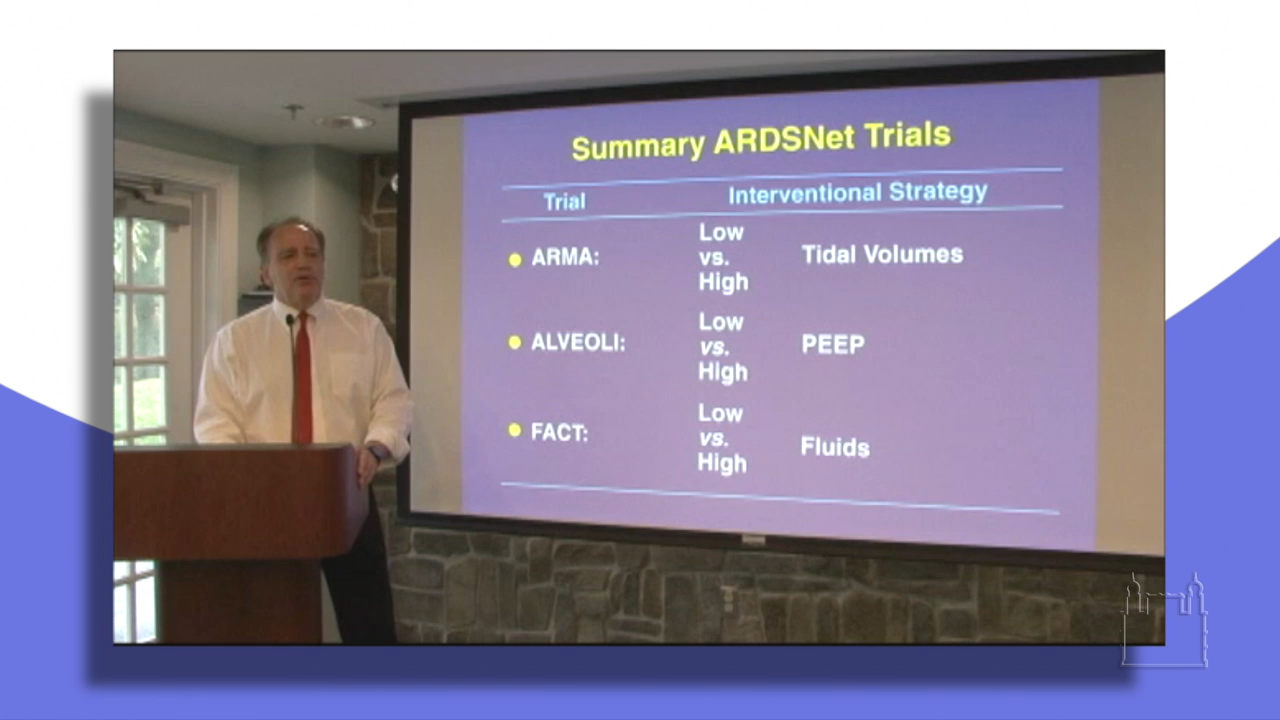 Summary ARDSNet Trials
Trial Interventional Strategy
Low
ARMA: vs. Tidal Volumes
High
Low
ALVEOLI: vs. PEEP
High
Low
FACT: vs. Fluids
High